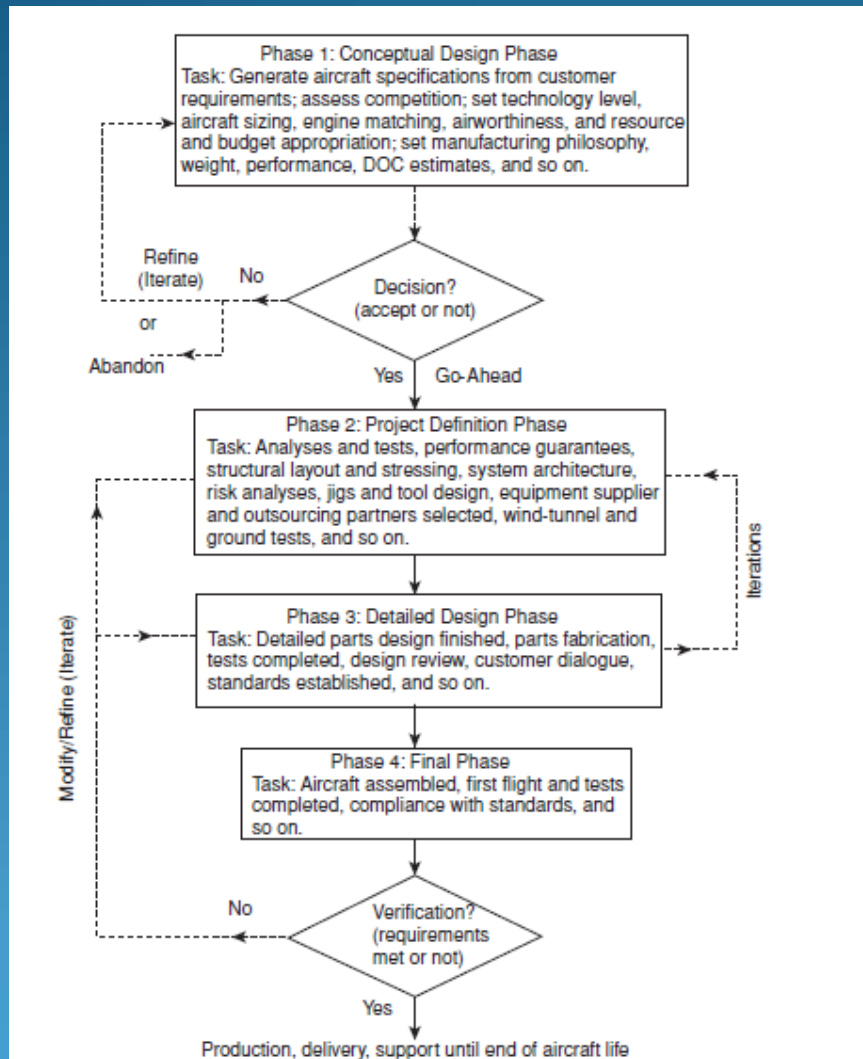 Phase 1: Conceptual Design Phase
Task: Generate aircraft specifications from customer
requirements; assess competition; set technology level,
aircraft sizing, engine matching, airworthiness, and resource
and budget appropriation; set manufacturing philosophy,
weight, performance, DOC estimates, and so on.
Refine
(Iterate)
No
or
Abandon
Decision?
(accept or not)
Yes
Go-Ahead
Phase 2: Project Definition Phase
Task: Analyses and tests, performance guarantees,
structural layout and stressing, system architecture,
risk analyses, jigs and tool design, equipment supplier
and outsourcing partners selected, wind-tunnel and
ground tests, and so on.
Iterations
Phase 3: Detailed Design Phase
Task: Detailed parts design finished, parts fabrication,
tests completed, design review, customer dialogue,
standards established, and so on.
Modify/Refine (Iterate)
Phase 4: Final Phase
Task: Aircraft assembled, first flight and tests
completed, compliance with standards, and
so on.
No
Verification?
(requirements
met or not)
Yes
Production, delivery, support until end of aircraft life